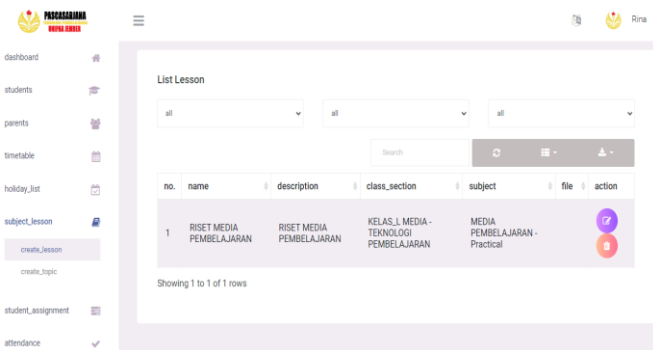 PASCASARJANA
UNIPAR JEMBER
Rina
dashboard
students
parents
timetable
holiday_list
subject_lesson
create_lesson
create_topic
student_assignment
attendance
List Lesson
all all all
Search
no. name description class_section subject file action
1 RISET MEDIA PEMBELAJARAN RISET MEDIA PEMBELAJARAN KELAS_L MEDIA - TEKNOLOGI PEMBELAJARAN MEDIA PEMBELAJARAN - Practical
Showing 1 to 1 of 1 rows